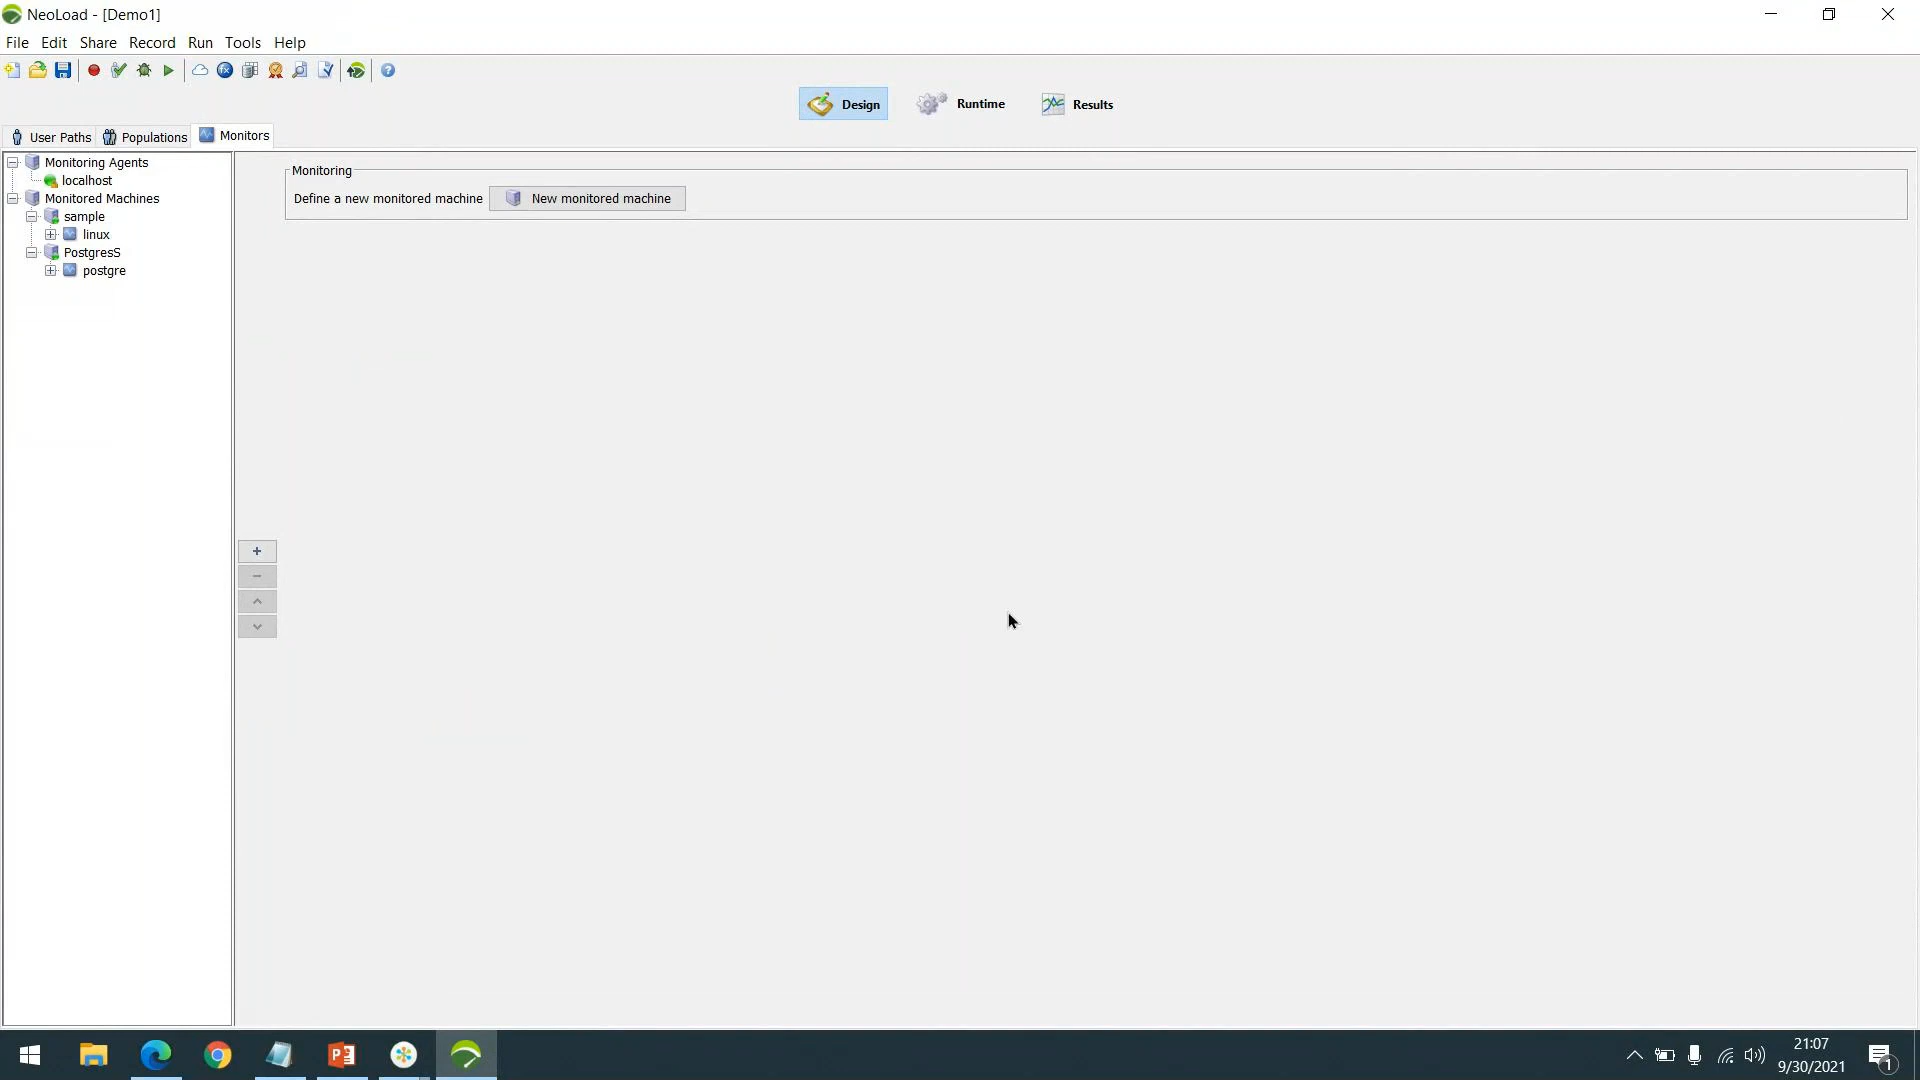 NeoLoad - [Demo1]
File Edit Share Record Run Tools Help
Design Runtime Results
User Paths Populations Monitors
Monitoring Agents
localhost
Monitored Machines
sample
linux
PostgresS
postgre
Monitoring
Define a new monitored machine New monitored machine
21:07
9/30/2021
1